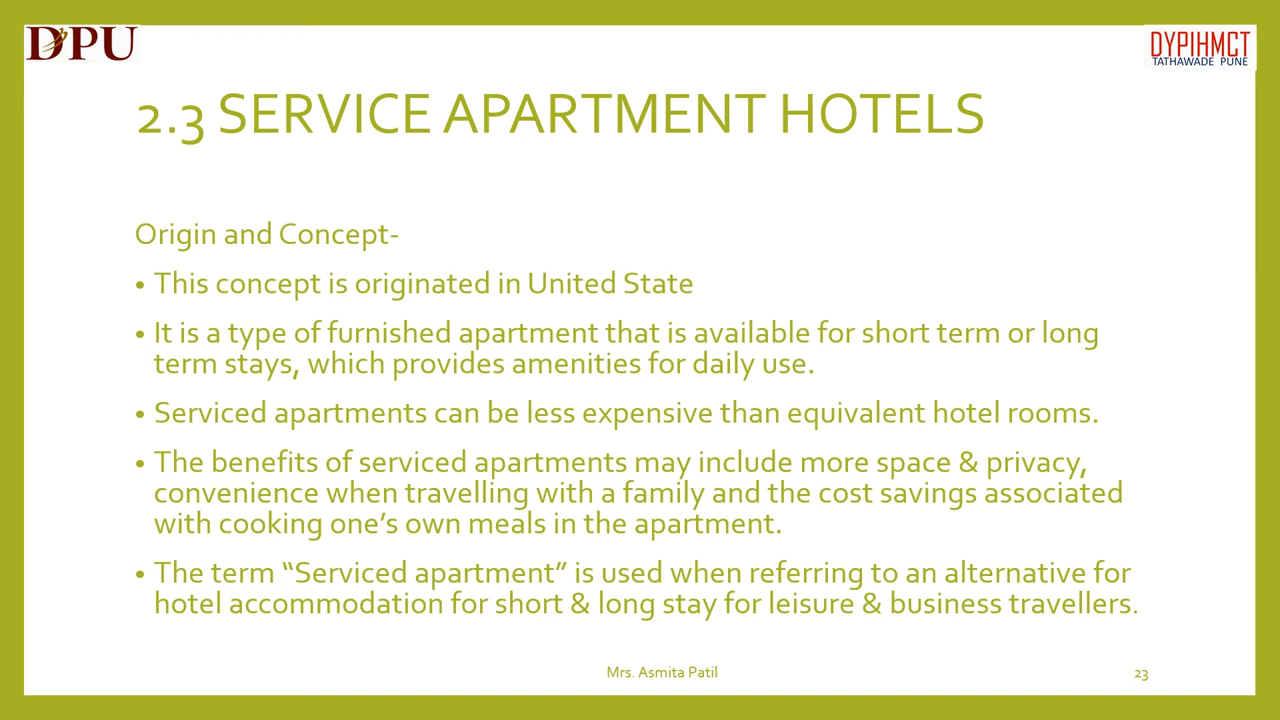 DPU
DYPIHMCT
TATHAWADE PUNE
2.3 SERVICE APARTMENT HOTELS
Origin and Concept-
• This concept is originated in United State
• It is a type of furnished apartment that is available for short term or long
term stays, which provides amenities for daily use.
• Serviced apartments can be less expensive than equivalent hotel rooms.
• The benefits of serviced apartments may include more space & privacy,
convenience when travelling with a family and the cost savings associated
with cooking one’s own meals in the apartment.
• The term “Serviced apartment” is used when referring to an alternative for
hotel accommodation for short & long stay for leisure & business travellers.
Mrs. Asmita Patil
23